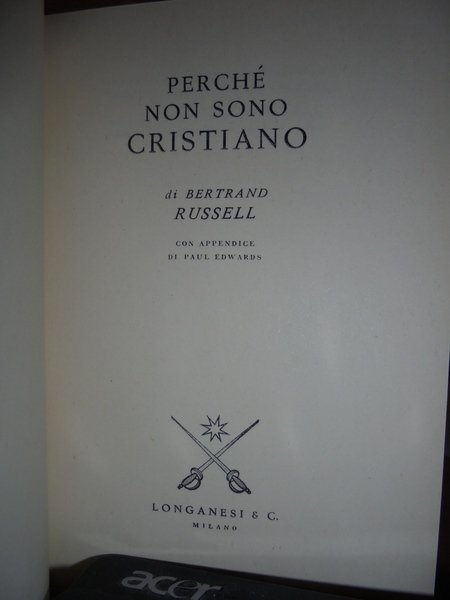 PERCHÉ
NON SONO
CRISTIANO
di BERTRAND
RUSSELL
CON APPENDICE
DI PAUL EDWARDS
LONGANESI & C.
MILANO
acer